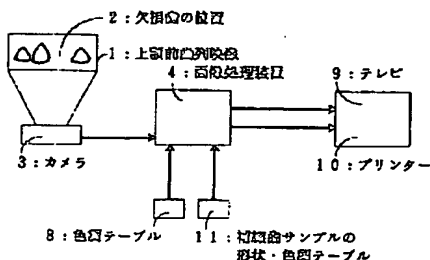 2：欠損歯の位置
1：上顎前歯列映像
4：画像処理装置
9：テレビ
3：カメラ
10：プリンター
8：色調テーブル
11：補綴歯サンプルの
形状・色調テーブル